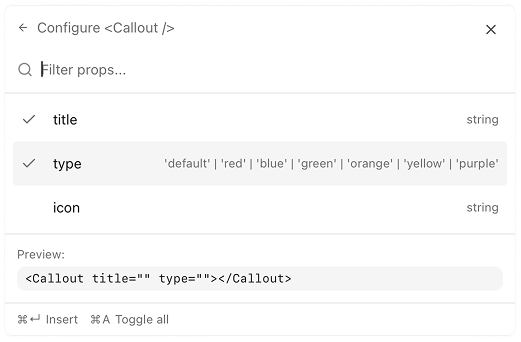 ← Configure <Callout />
Filter props...
title string
type 'default' | 'red' | 'blue' | 'green' | 'orange' | 'yellow' | 'purple'
icon string
Preview:
<Callout title="" type=""></Callout>
⌘↵ Insert ⌘A Toggle all